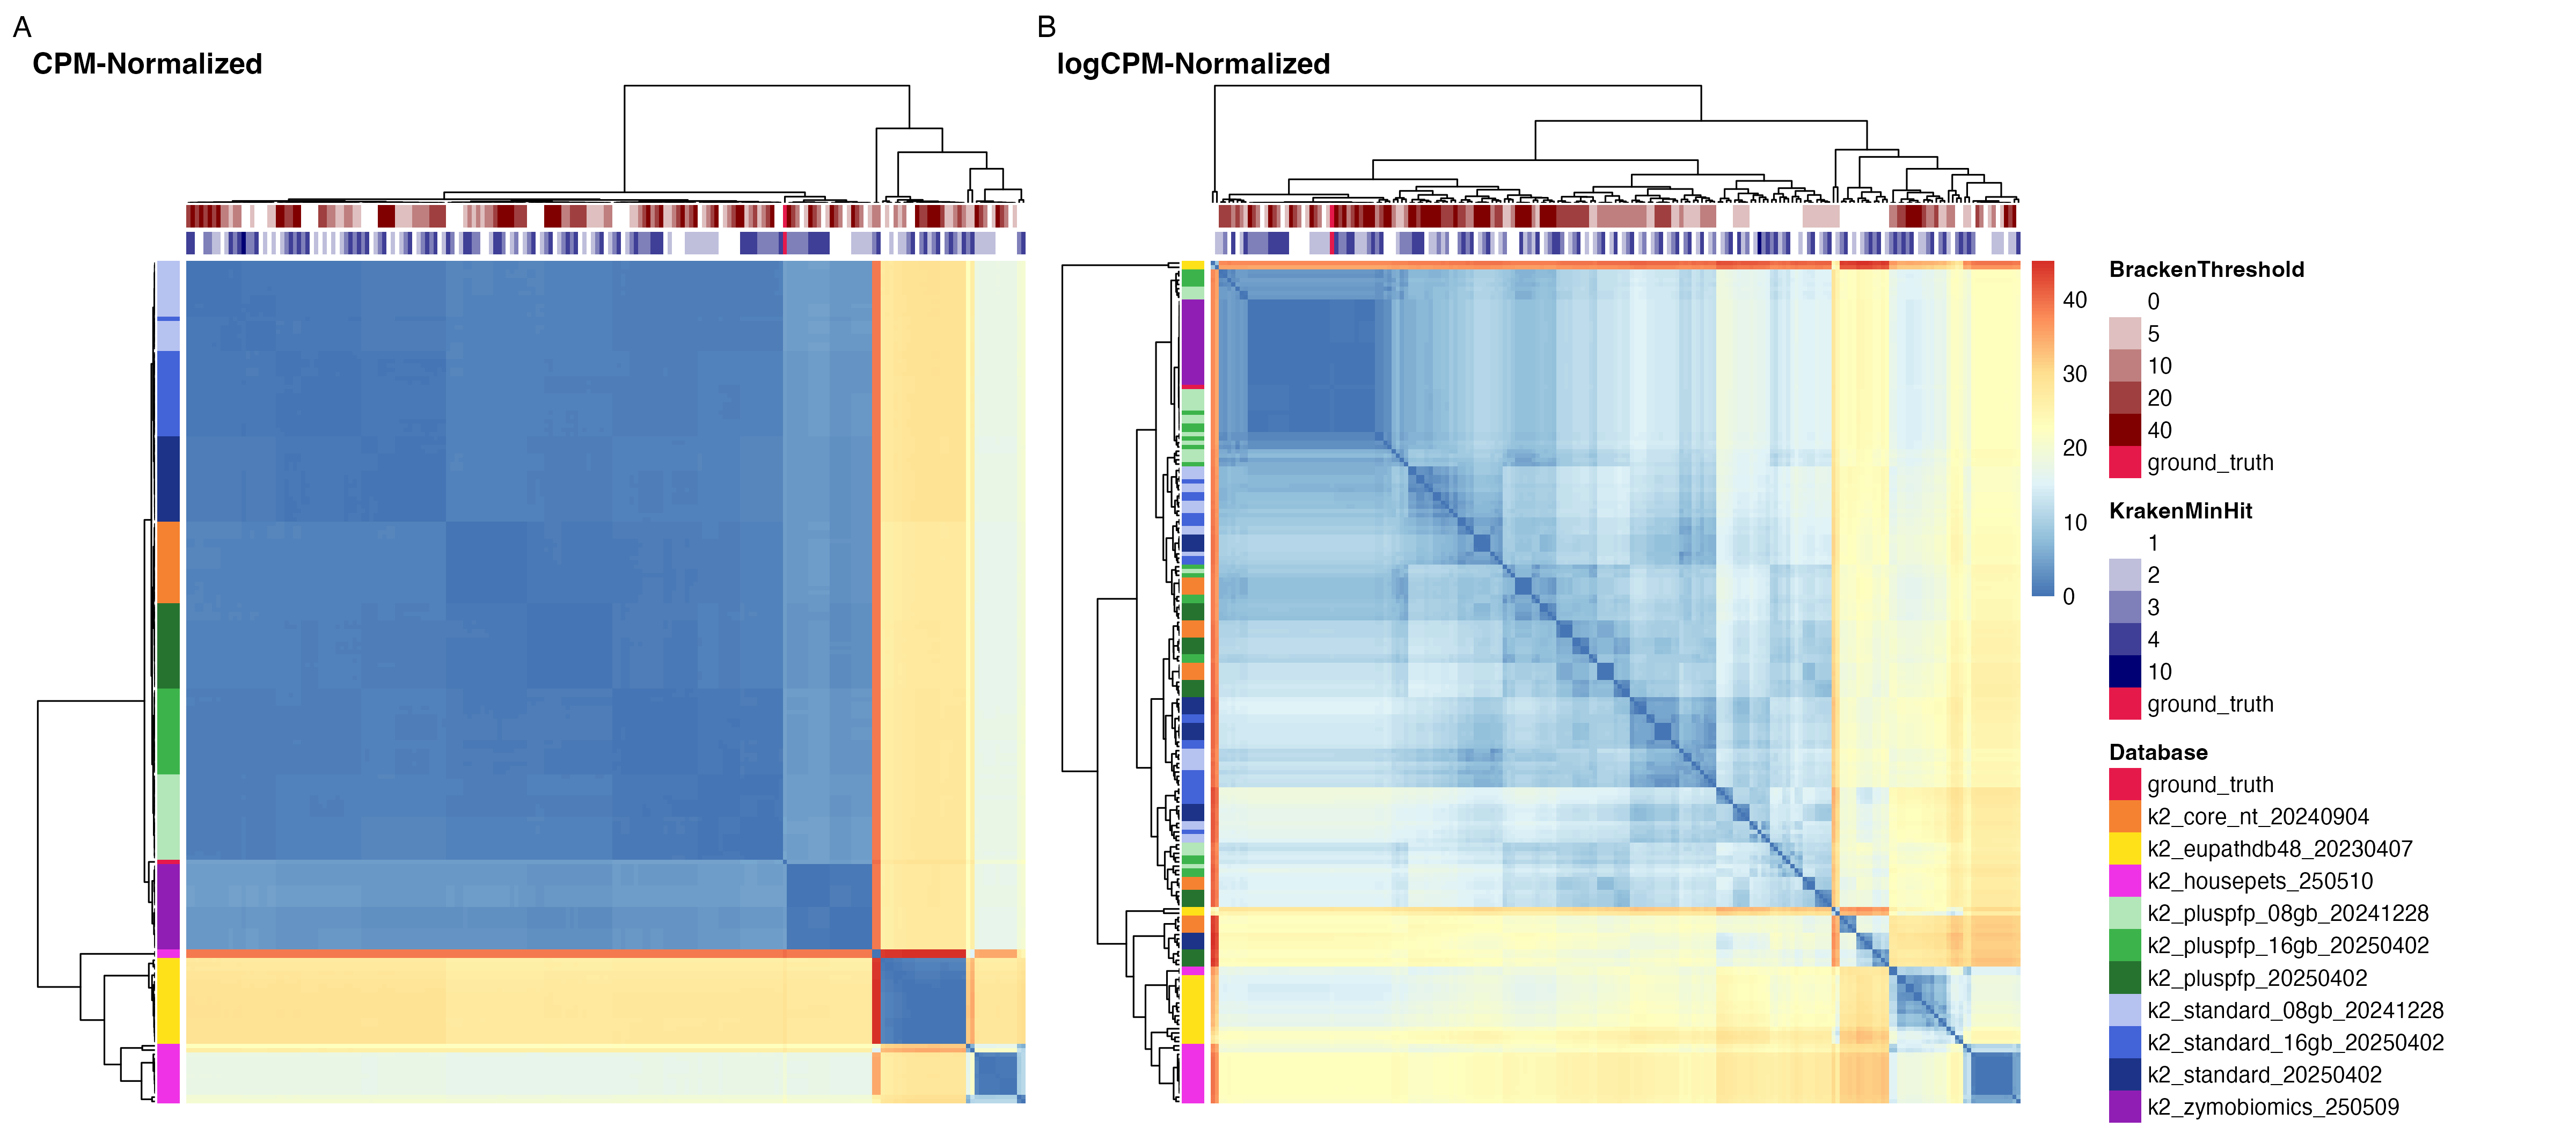 A
CPM-Normalized
B
logCPM-Normalized
40
30
20
10
0
BrackenThreshold
0
5
10
20
40
ground_truth
KrakenMinHit
1
2
3
4
10
ground_truth
Database
ground_truth
k2_core_nt_20240904
k2_eupathdb48_20230407
k2_housepets_250510
k2_pluspfp_08gb_20241228
k2_pluspfp_16gb_20250402
k2_pluspfp_20250402
k2_standard_08gb_20241228
k2_standard_16gb_20250402
k2_standard_20250402
k2_zymobiomics_250509